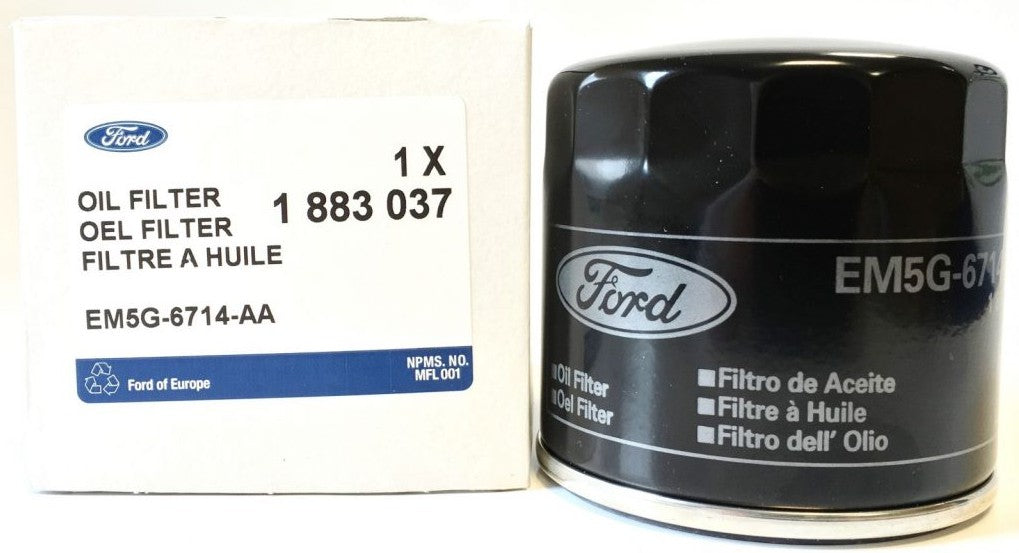 Ford
1 X
OIL FILTER
1 883 037
OEL FILTER
FILTRE A HUILE
EM5G-6714-AA
NPMS. NO.
MFL 001
Ford of Europe
EM5G-6714
Ford
Oil Filter
Oel Filter
Filtro de Aceite
Filtre à Huile
Filtro dell' Olio